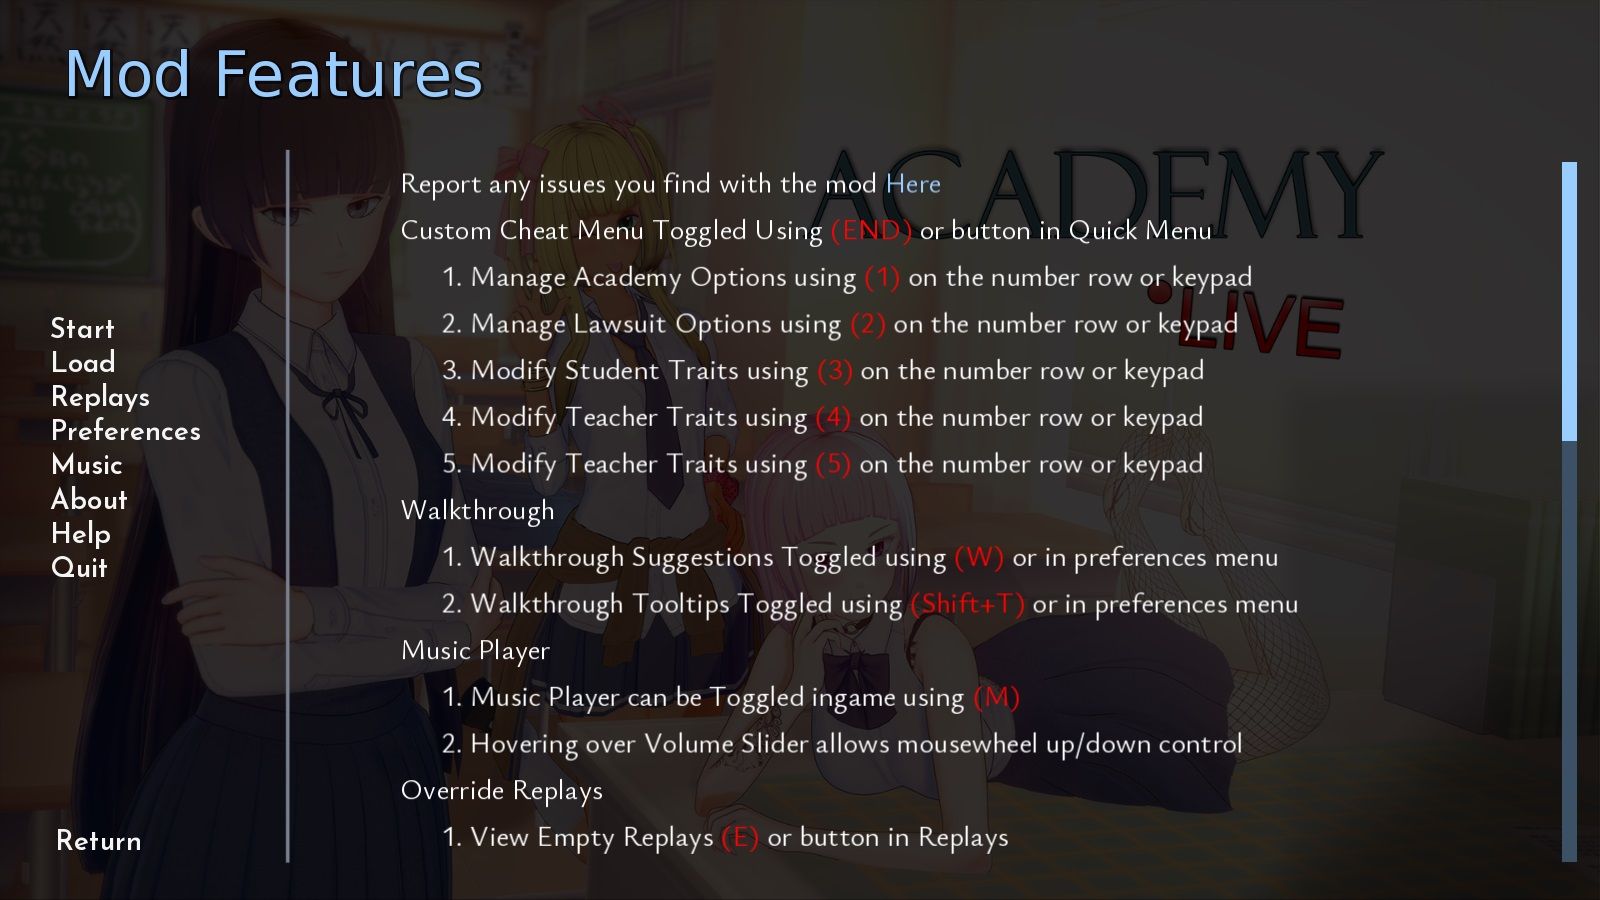 Mod Features
ACADEMY
LIVE
Report any issues you find with the mod Here
Custom Cheat Menu Toggled Using (END) or button in Quick Menu
1. Manage Academy Options using (1) on the number row or keypad
2. Manage Lawsuit Options using (2) on the number row or keypad
3. Modify Student Traits using (3) on the number row or keypad
4. Modify Teacher Traits using (4) on the number row or keypad
5. Modify Teacher Traits using (5) on the number row or keypad
Walkthrough
1. Walkthrough Suggestions Toggled using (W) or in preferences menu
2. Walkthrough Tooltips Toggled using (Shift+T) or in preferences menu
Music Player
1. Music Player can be Toggled ingame using (M)
2. Hovering over Volume Slider allows mousewheel up/down control
Override Replays
1. View Empty Replays (E) or button in Replays
Start
Load
Replays
Preferences
Music
About
Help
Quit
Return